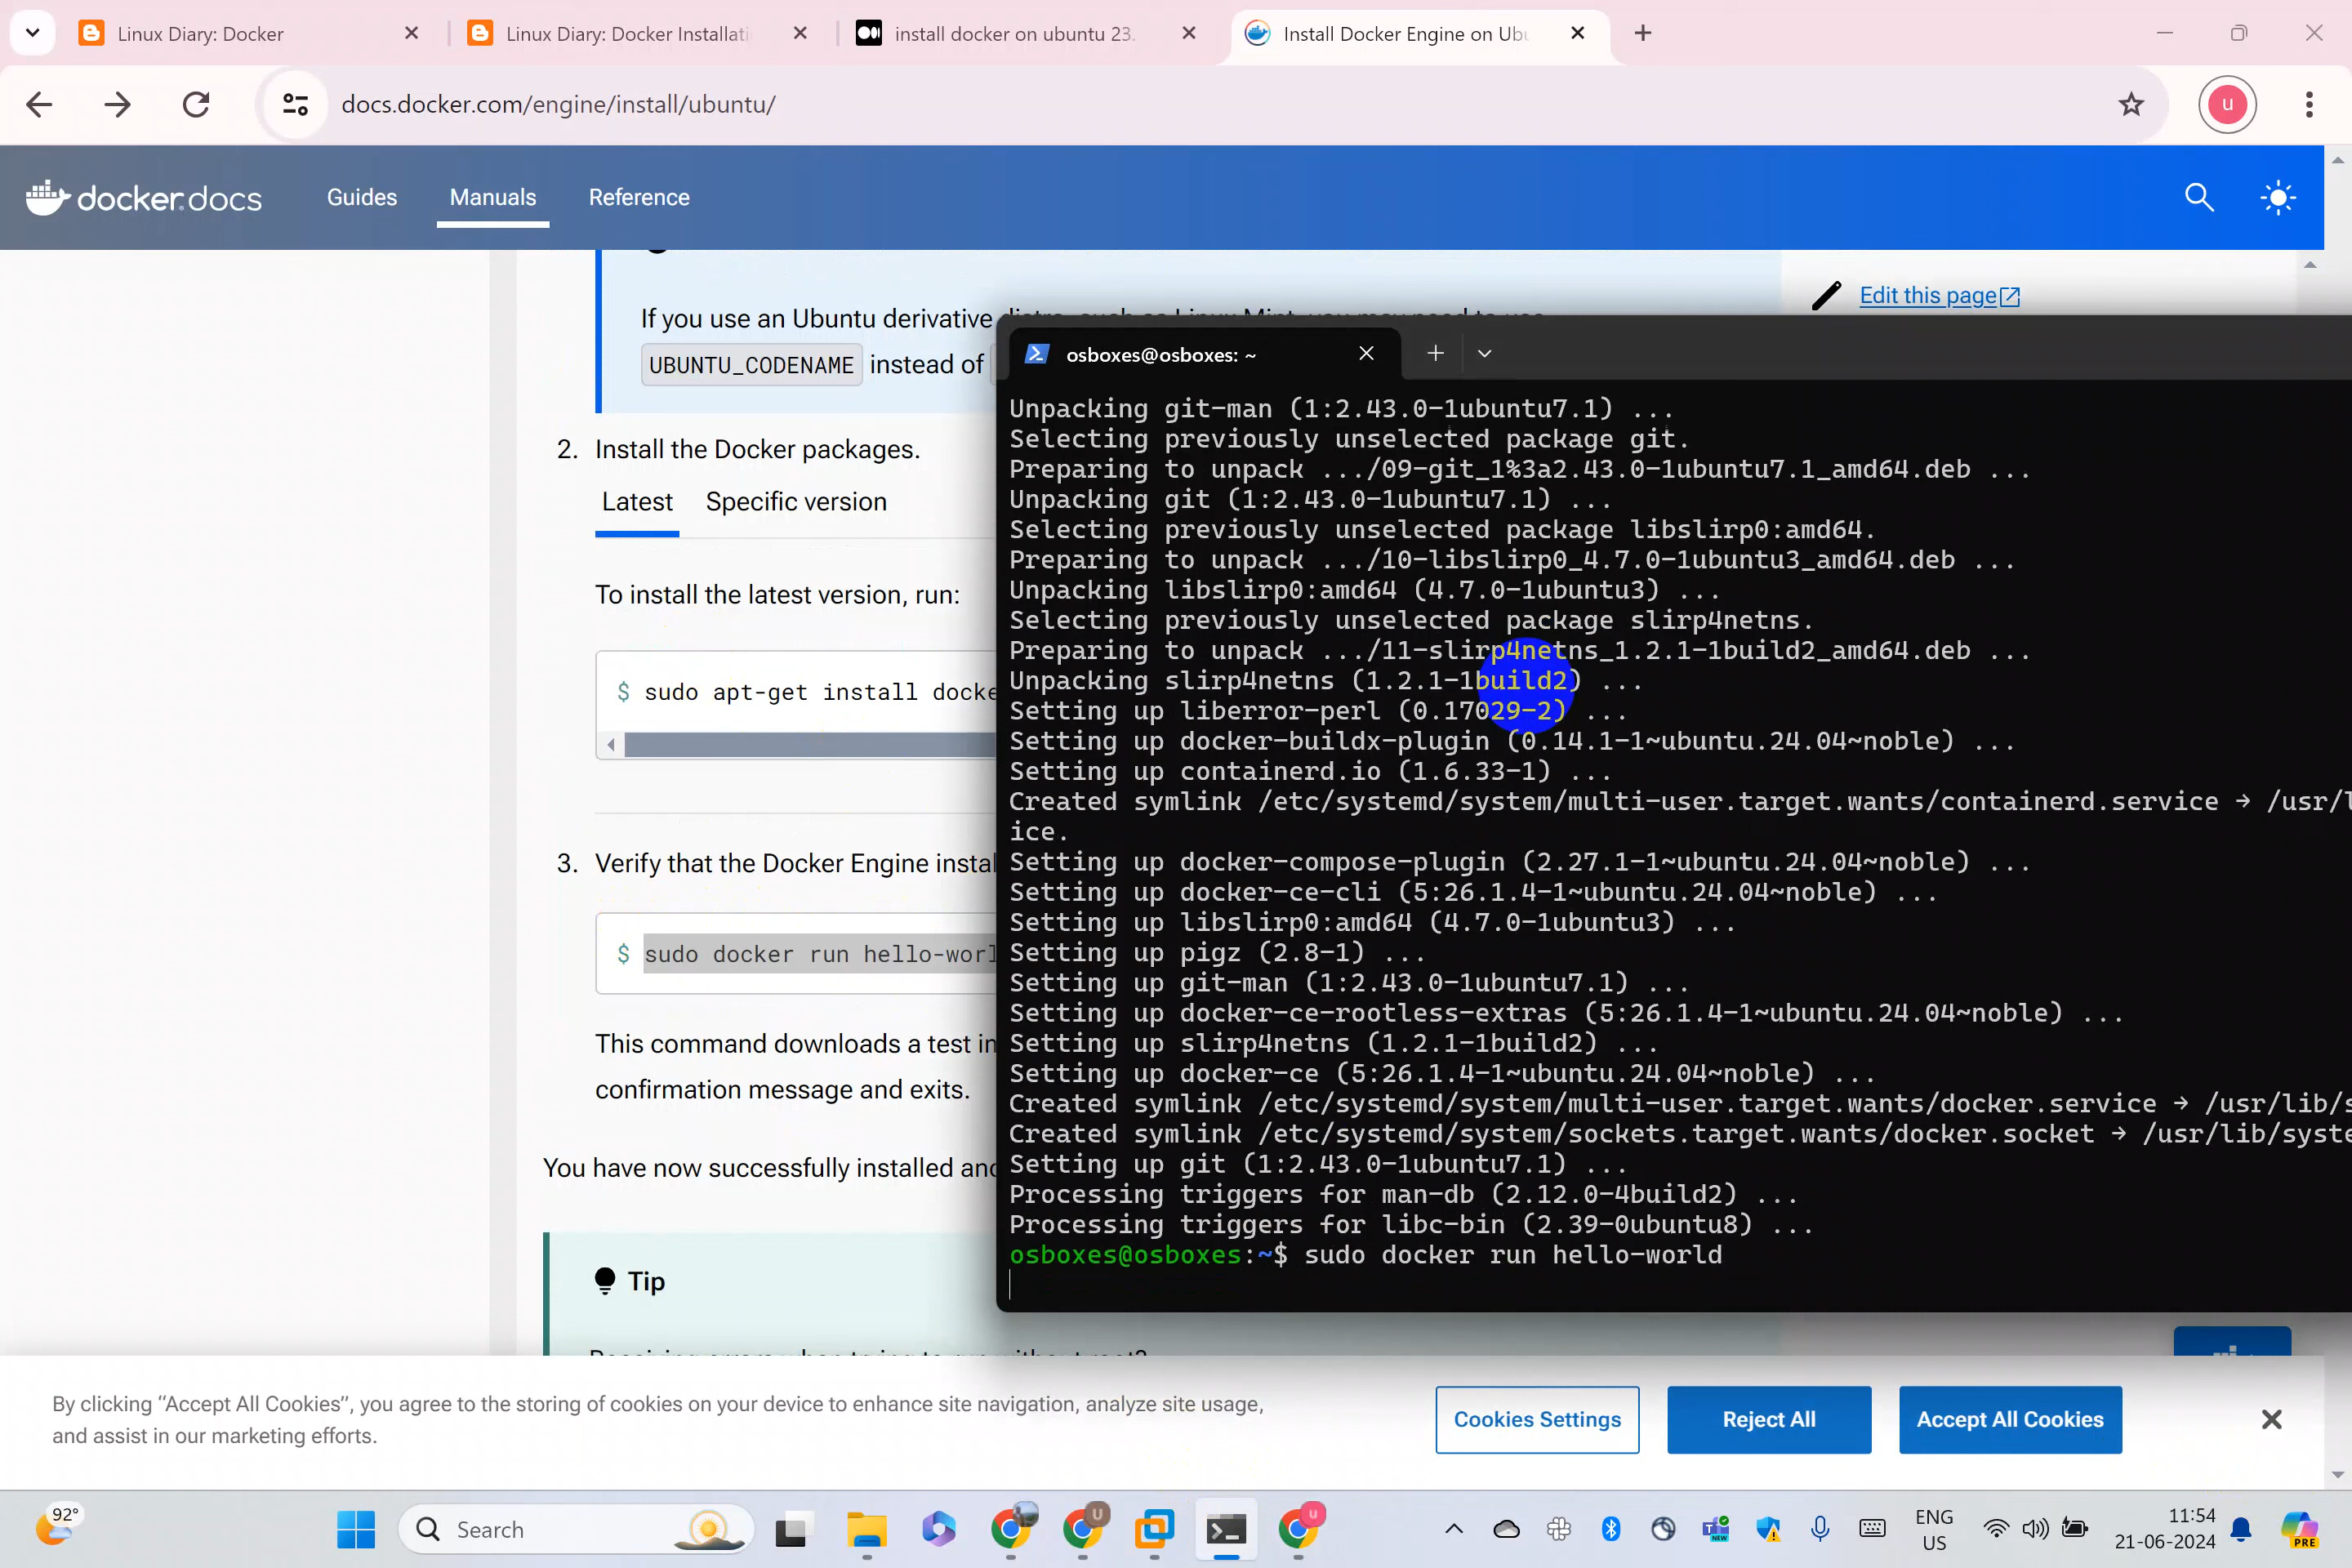 Linux Diary: Docker
Linux Diary: Docker Installati
install docker on ubuntu 23.
Install Docker Engine on Ubu
docs.docker.com/engine/install/ubuntu/
u
docker.docs
Guides
Manuals
Reference
If you use an Ubuntu derivative distro, such as Linux Mint, you may need to use
UBUNTU_CODENAME instead of
Edit this page
2. Install the Docker packages.
Latest Specific version
To install the latest version, run:
$ sudo apt-get install docke
3. Verify that the Docker Engine instal
$ sudo docker run hello-worl
This command downloads a test in
confirmation message and exits.
You have now successfully installed and
Tip
Receiving errors when trying to run without root?
osboxes@osboxes: ~
Unpacking git-man (1:2.43.0-1ubuntu7.1) ...
Selecting previously unselected package git.
Preparing to unpack .../09-git_1%3a2.43.0-1ubuntu7.1_amd64.deb ...
Unpacking git (1:2.43.0-1ubuntu7.1) ...
Selecting previously unselected package libslirp0:amd64.
Preparing to unpack .../10-libslirp0_4.7.0-1ubuntu3_amd64.deb ...
Unpacking libslirp0:amd64 (4.7.0-1ubuntu3) ...
Selecting previously unselected package slirp4netns.
Preparing to unpack .../11-slirp4netns_1.2.1-1build2_amd64.deb ...
Unpacking slirp4netns (1.2.1-1build2) ...
Setting up liberror-perl (0.17029-2) ...
Setting up docker-buildx-plugin (0.14.1-1~ubuntu.24.04~noble) ...
Setting up containerd.io (1.6.33-1) ...
Created symlink /etc/systemd/system/multi-user.target.wants/containerd.service → /usr/l
ice.
Setting up docker-compose-plugin (2.27.1-1~ubuntu.24.04~noble) ...
Setting up docker-ce-cli (5:26.1.4-1~ubuntu.24.04~noble) ...
Setting up libslirp0:amd64 (4.7.0-1ubuntu3) ...
Setting up pigz (2.8-1) ...
Setting up git-man (1:2.43.0-1ubuntu7.1) ...
Setting up docker-ce-rootless-extras (5:26.1.4-1~ubuntu.24.04~noble) ...
Setting up slirp4netns (1.2.1-1build2) ...
Setting up docker-ce (5:26.1.4-1~ubuntu.24.04~noble) ...
Created symlink /etc/systemd/system/multi-user.target.wants/docker.service → /usr/lib/s
Created symlink /etc/systemd/system/sockets.target.wants/docker.socket → /usr/lib/syste
Setting up git (1:2.43.0-1ubuntu7.1) ...
Processing triggers for man-db (2.12.0-4build2) ...
Processing triggers for libc-bin (2.39-0ubuntu8) ...
osboxes@osboxes:~$ sudo docker run hello-world
By clicking “Accept All Cookies”, you agree to the storing of cookies on your device to enhance site navigation, analyze site usage,
and assist in our marketing efforts.
Cookies Settings
Reject All
Accept All Cookies
92°
Search
U
u
NEW
ENG
US
11:54
21-06-2024
PRE